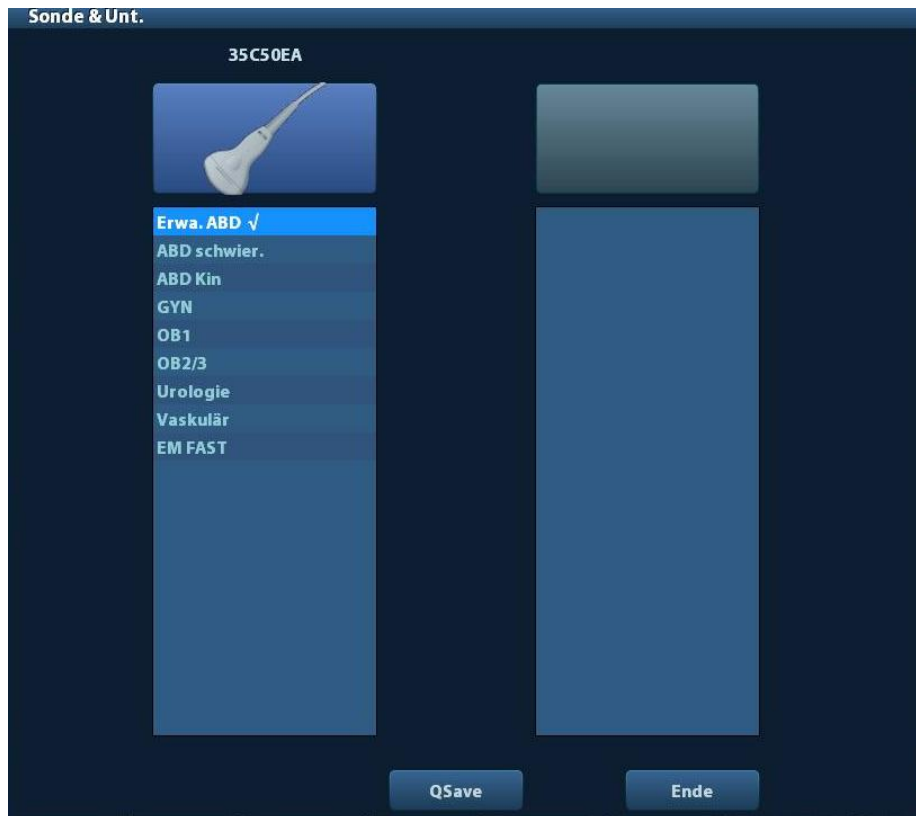 Sonde & Unt.
35C50EA
Erwa. ABD √
ABD schwier.
ABD Kin
GYN
OB1
OB2/3
Urologie
Vaskulär
EM FAST
QSave
Ende